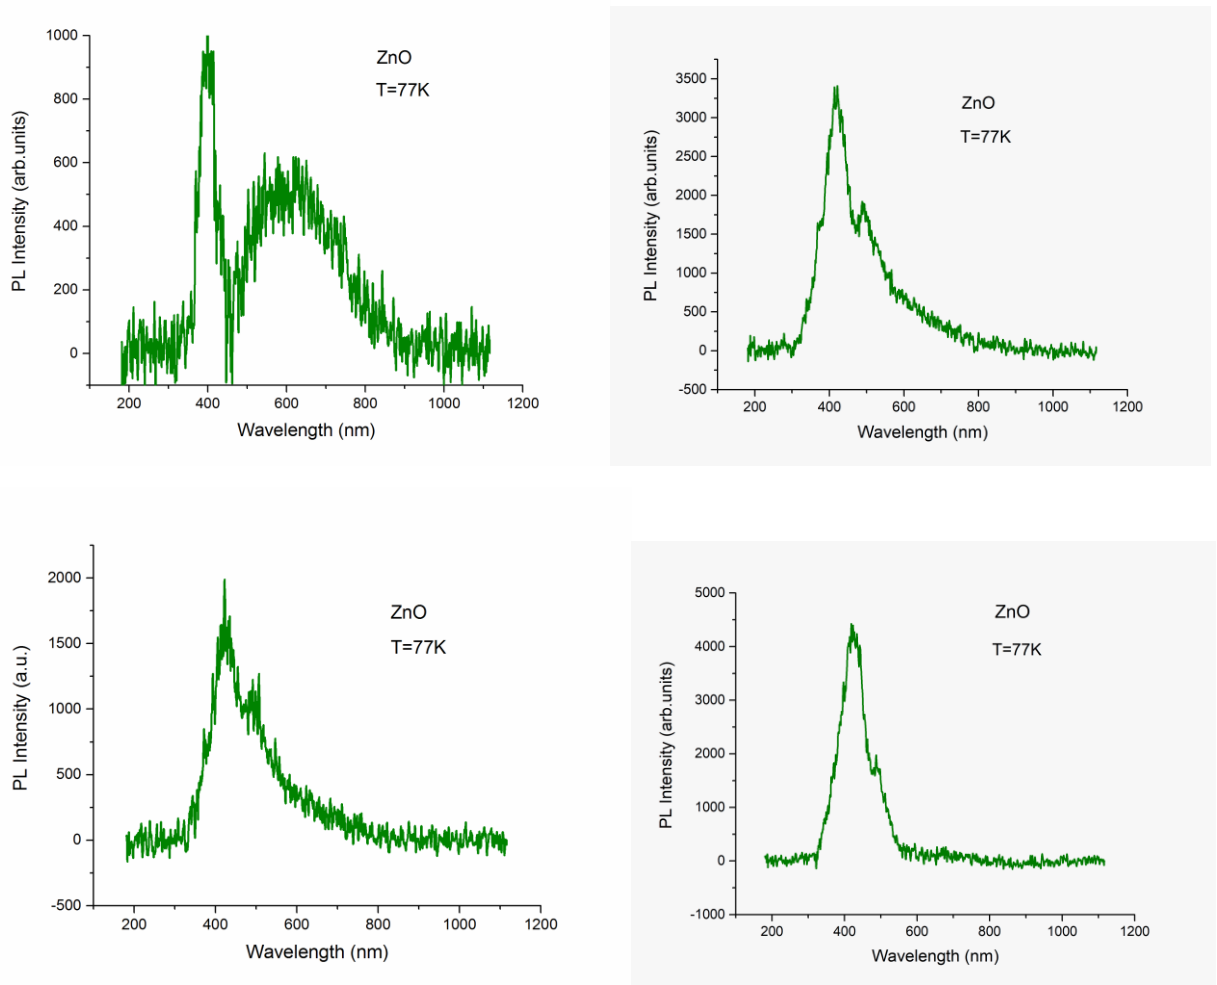 1000
800
600
400
200
0
PL Intensity (arb.units)
ZnO
T=77K
200 400 600 800 1000 1200
Wavelength (nm)
3500
3000
2500
2000
1500
1000
500
0
-500
PL Intensity (arb.units)
ZnO
T=77K
200 400 600 800 1000 1200
Wavelength (nm)
2000
1500
1000
500
0
-500
PL Intensity (a.u.)
ZnO
T=77K
200 400 600 800 1000 1200
Wavelength (nm)
5000
4000
3000
2000
1000
0
-1000
PL Intensity (arb.units)
ZnO
T=77K
200 400 600 800 1000 1200
Wavelength (nm)